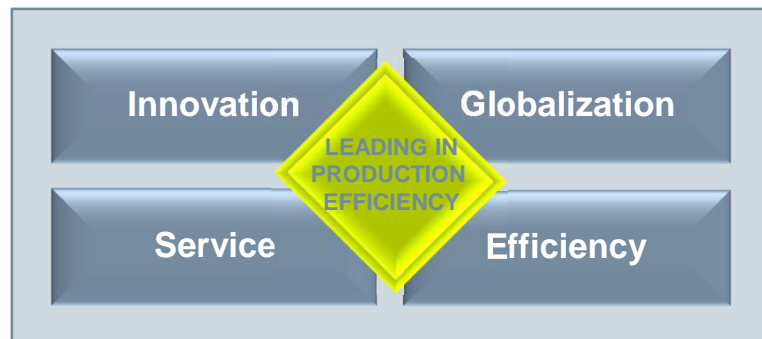 Innovation
Globalization
LEADING IN
PRODUCTION
EFFICIENCY
Service
Efficiency